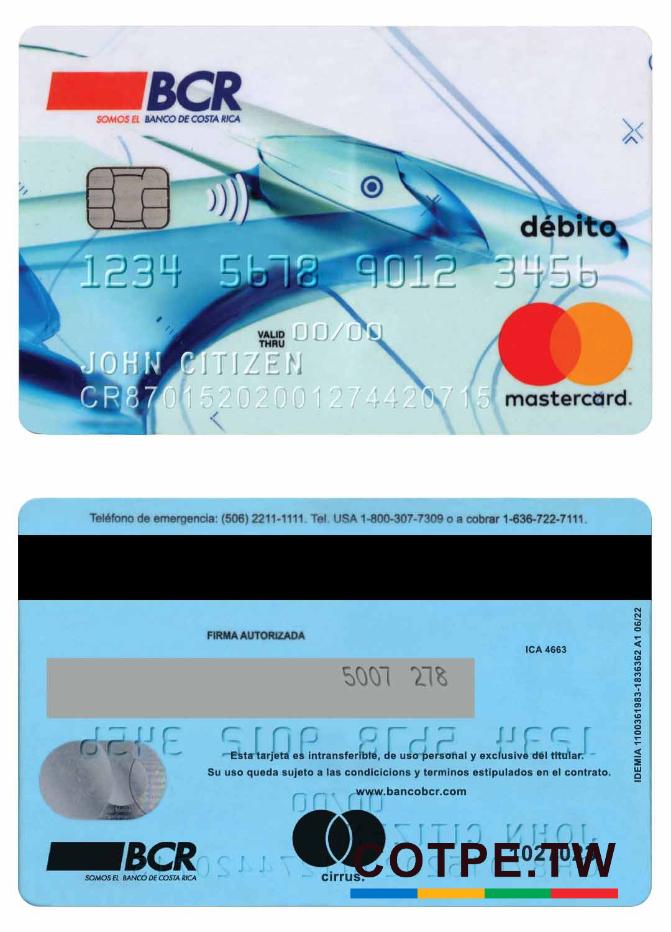 BCR
SOMOS EL BANCO DE COSTA RICA
débito
1234 5678 9012 3456
VALID THRU 00/00
JOHN CITIZEN
CR87015202001274420715
mastercard.
Teléfono de emergencia: (506) 2211-1111. Tel. USA 1-800-307-7309 o a cobrar 1-636-722-7111.
FIRMA AUTORIZADA
ICA 4663
5007 278
IDEMIA 1100361983-1836362 A1 06/22
Esta tarjeta es intransferible, de uso personal y exclusive del titular.
Su uso queda sujeto a las condicicions y terminos estipulados en el contrato.
www.bancobcr.com
BCR
SOMOS EL BANCO DE COSTA RICA
cirrus.
COTPE.TW